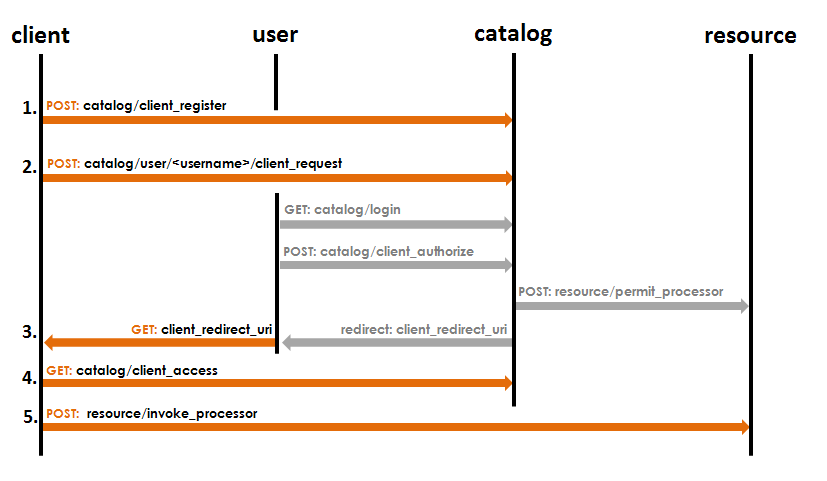 client user catalog resource
1. POST: catalog/client_register
2. POST: catalog/user/<username>/client_request
GET: catalog/login
POST: catalog/client_authorize
POST: resource/permit_processor
3. GET: client_redirect_uri redirect: client_redirect_uri
4. GET: catalog/client_access
5. POST: resource/invoke_processor